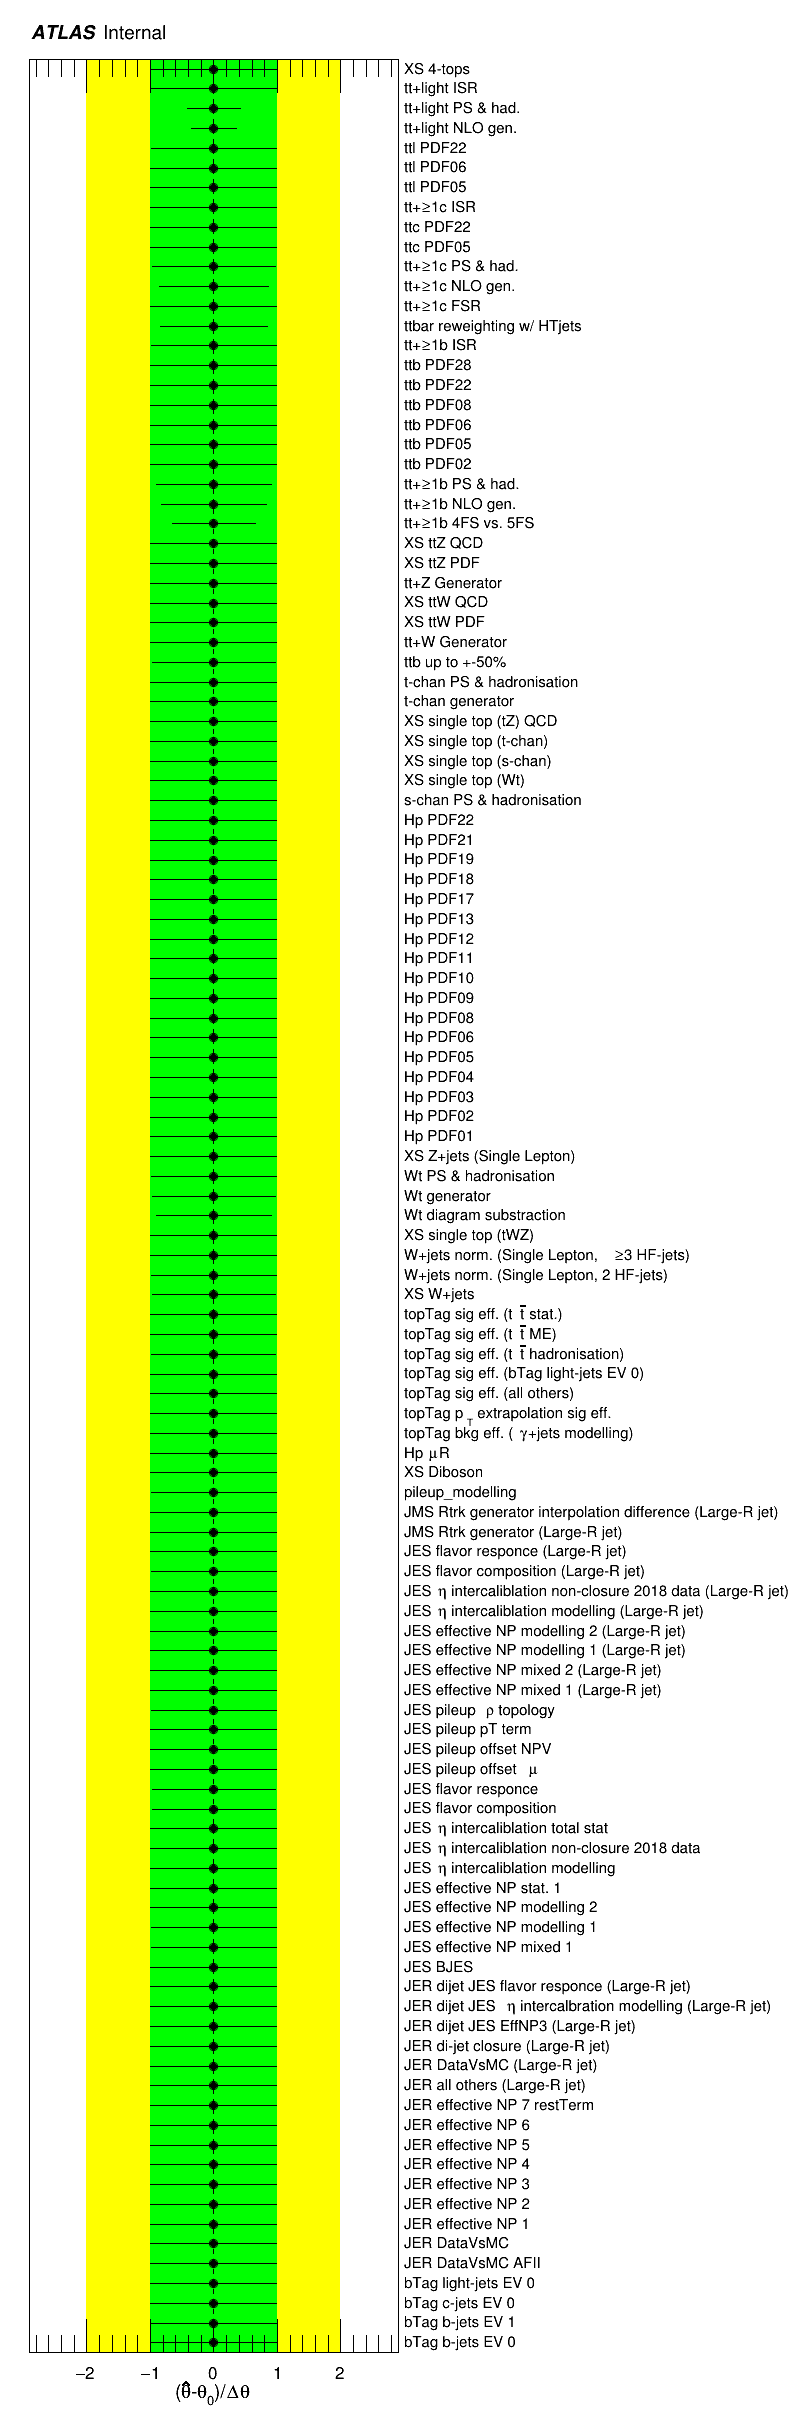 ATLAS Internal
XS 4-tops
tt+light ISR
tt+light PS & had.
tt+light NLO gen.
ttl PDF22
ttl PDF06
ttl PDF05
tt+≥1c ISR
ttc PDF22
ttc PDF05
tt+≥1c PS & had.
tt+≥1c NLO gen.
tt+≥1c FSR
ttbar reweighting w/ HTjets
tt+≥1b ISR
ttb PDF28
ttb PDF22
ttb PDF08
ttb PDF06
ttb PDF05
ttb PDF02
tt+≥1b PS & had.
tt+≥1b NLO gen.
tt+≥1b 4FS vs. 5FS
XS ttZ QCD
XS ttZ PDF
tt+Z Generator
XS ttW QCD
XS ttW PDF
tt+W Generator
ttb up to +-50%
t-chan PS & hadronisation
t-chan generator
XS single top (tZ) QCD
XS single top (t-chan)
XS single top (s-chan)
XS single top (Wt)
s-chan PS & hadronisation
Hp PDF22
Hp PDF21
Hp PDF19
Hp PDF18
Hp PDF17
Hp PDF13
Hp PDF12
Hp PDF11
Hp PDF10
Hp PDF09
Hp PDF08
Hp PDF06
Hp PDF05
Hp PDF04
Hp PDF03
Hp PDF02
Hp PDF01
XS Z+jets (Single Lepton)
Wt PS & hadronisation
Wt generator
Wt diagram substraction
XS single top (tWZ)
W+jets norm. (Single Lepton, ≥3 HF-jets)
W+jets norm. (Single Lepton, 2 HF-jets)
XS W+jets
topTag sig eff. (t t̄ stat.)
topTag sig eff. (t t̄ ME)
topTag sig eff. (t t̄ hadronisation)
topTag sig eff. (bTag light-jets EV 0)
topTag sig eff. (all others)
topTag p_T extrapolation sig eff.
topTag bkg eff. ( γ+jets modelling)
Hp μR
XS Diboson
pileup_modelling
JMS Rtrk generator interpolation difference (Large-R jet)
JMS Rtrk generator (Large-R jet)
JES flavor responce (Large-R jet)
JES flavor composition (Large-R jet)
JES η intercaliblation non-closure 2018 data (Large-R jet)
JES η intercaliblation modelling (Large-R jet)
JES effective NP modelling 2 (Large-R jet)
JES effective NP modelling 1 (Large-R jet)
JES effective NP mixed 2 (Large-R jet)
JES effective NP mixed 1 (Large-R jet)
JES pileup ρ topology
JES pileup pT term
JES pileup offset NPV
JES pileup offset μ
JES flavor responce
JES flavor composition
JES η intercaliblation total stat
JES η intercaliblation non-closure 2018 data
JES η intercaliblation modelling
JES effective NP stat. 1
JES effective NP modelling 2
JES effective NP modelling 1
JES effective NP mixed 1
JES BJES
JER dijet JES flavor responce (Large-R jet)
JER dijet JES η intercalbration modelling (Large-R jet)
JER dijet JES EffNP3 (Large-R jet)
JER di-jet closure (Large-R jet)
JER DataVsMC (Large-R jet)
JER all others (Large-R jet)
JER effective NP 7 restTerm
JER effective NP 6
JER effective NP 5
JER effective NP 4
JER effective NP 3
JER effective NP 2
JER effective NP 1
JER DataVsMC
JER DataVsMC AFII
bTag light-jets EV 0
bTag c-jets EV 0
bTag b-jets EV 1
bTag b-jets EV 0
−2 −1 0 1 2
(θ̂-θ₀)/Δθ